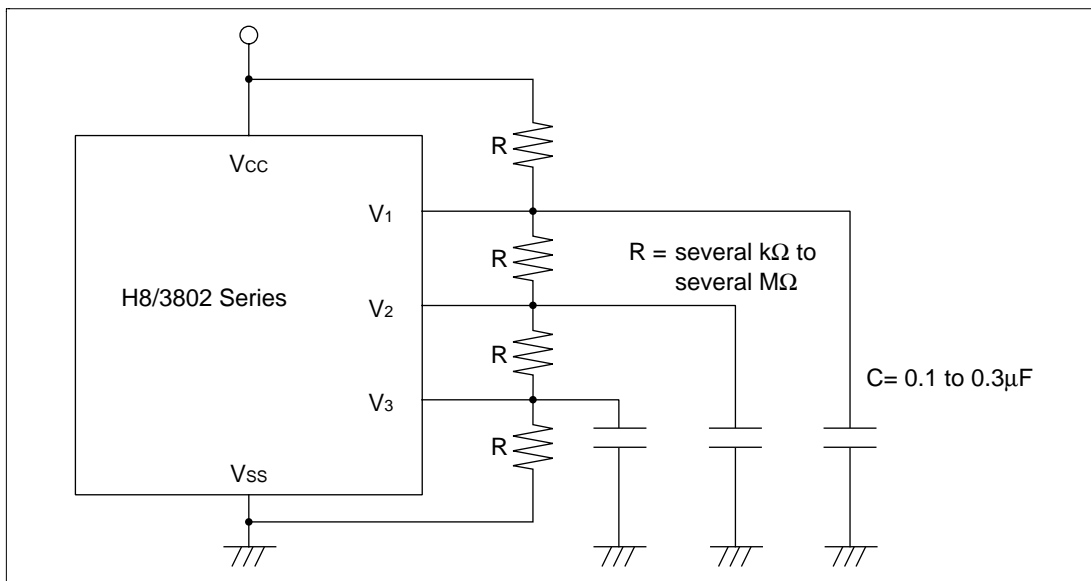 R
VCC
V1
R
R = several kΩ to
several MΩ
H8/3802 Series
V2
R
C= 0.1 to 0.3μF
V3
R
VSS